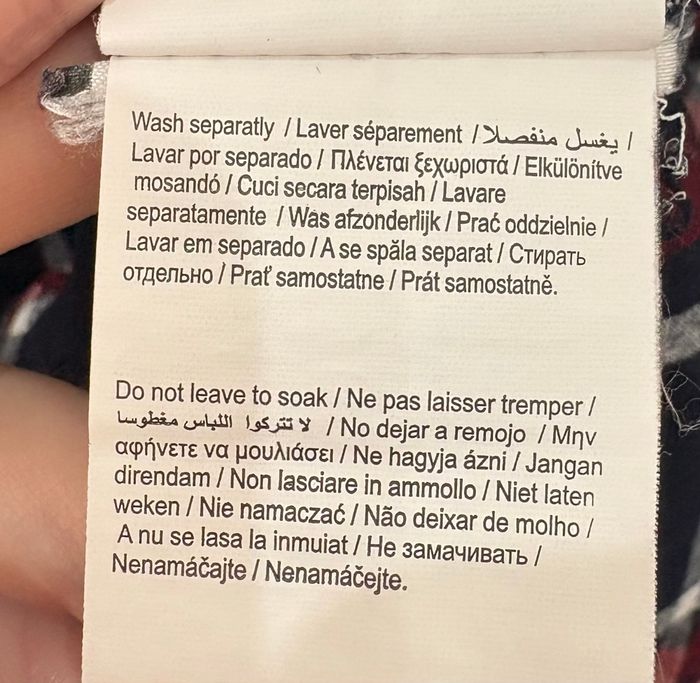 Wash separatly / Laver séparement / يغسل منفصلا /
Lavar por separado / Πλένεται ξεχωριστά / Elkülönítve
mosandó / Cuci secara terpisah / Lavare
separatamente / Was afzonderlijk / Prać oddzielnie /
Lavar em separado / A se spăla separat / Стирать
отдельно / Prať samostatne / Prát samostatně.
Do not leave to soak / Ne pas laisser tremper /
لا تتركوا اللباس مغطوسا / No dejar a remojo / Μην
αφήνετε να μουλιάσει / Ne hagyja ázni / Jangan
direndam / Non lasciare in ammollo / Niet laten
weken / Nie namaczać / Não deixar de molho /
A nu se lasa la inmuiat / Не замачивать /
Nenamáčajte / Nenamáčejte.